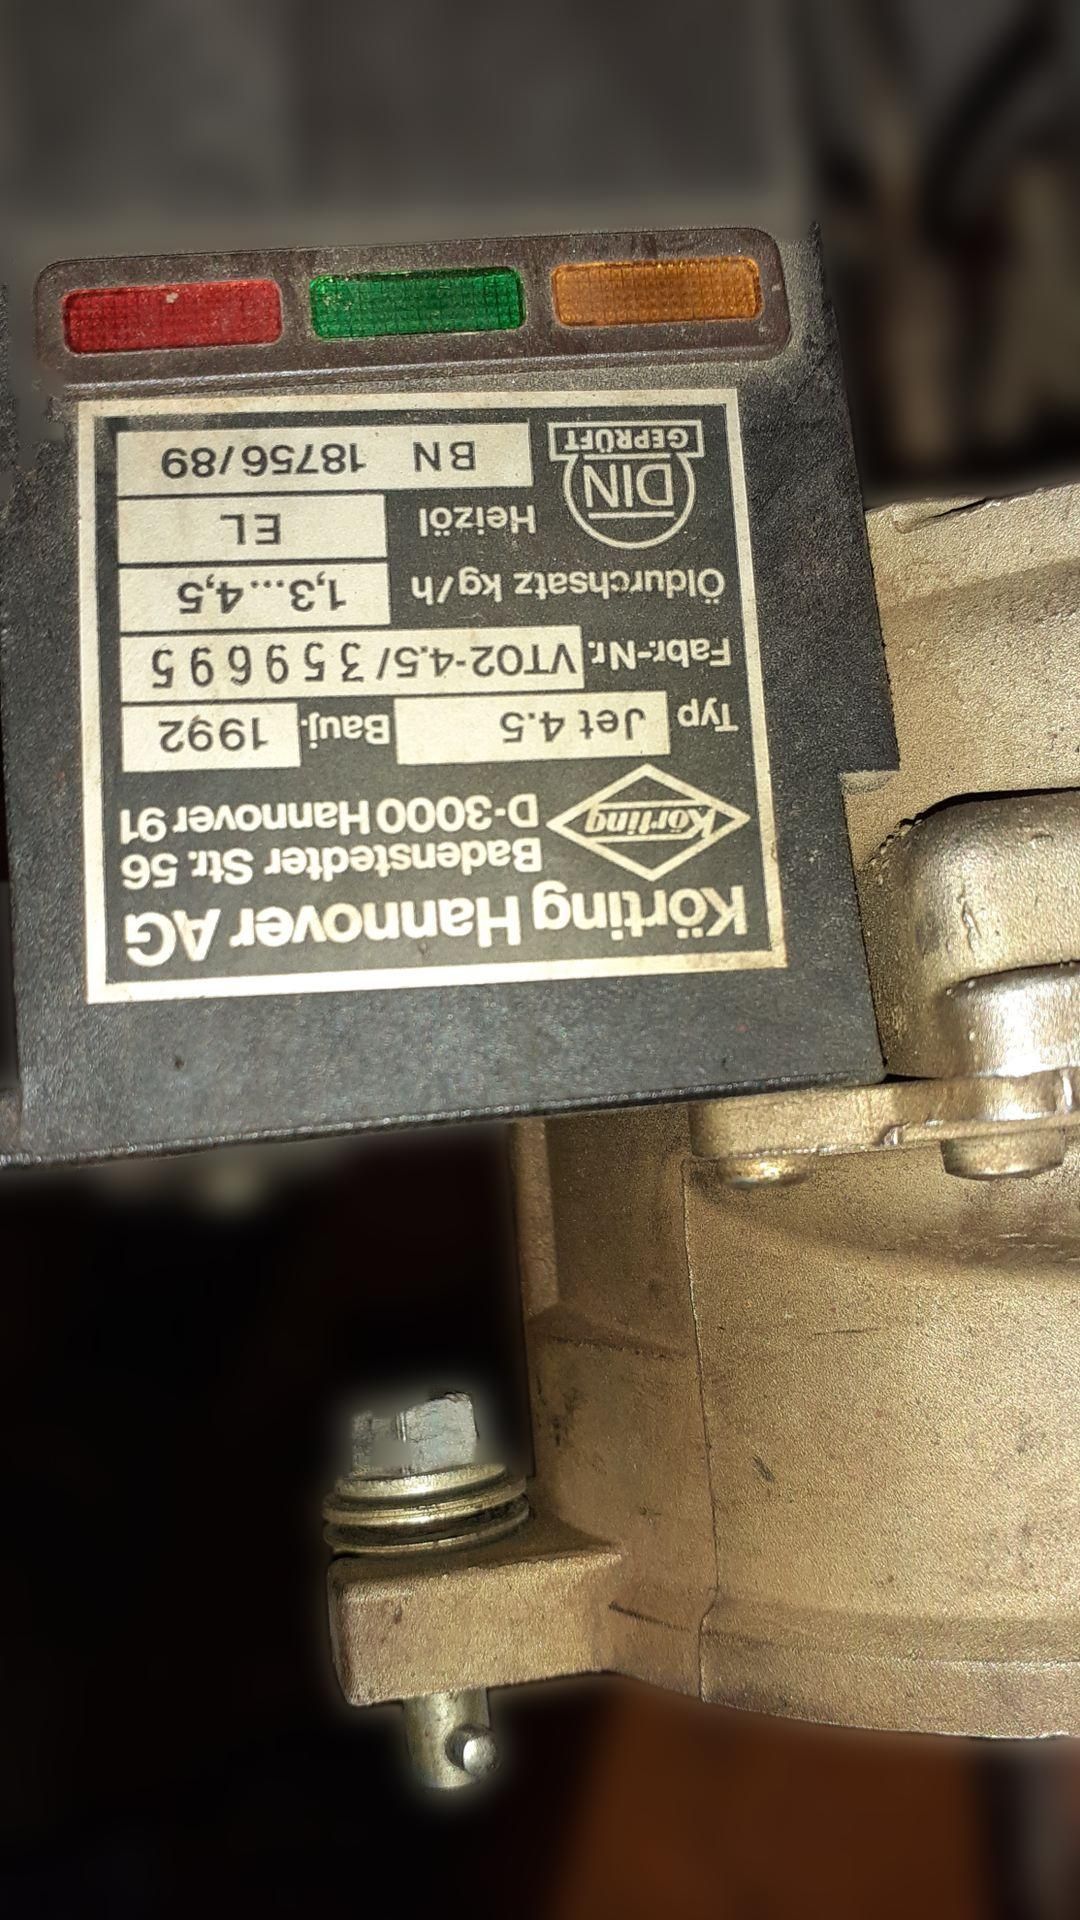 Körting Hannover AG
Badenstedter Str. 56
D-3000 Hannover 91
Körting
Typ Jet 4.5 Bauj. 1992
Fabr.-Nr. VTO2-4.5/359695
Öldurchsatz kg/h 1,3...4,5
Heizöl EL
DIN
GEPRÜFT
BN 18756/89